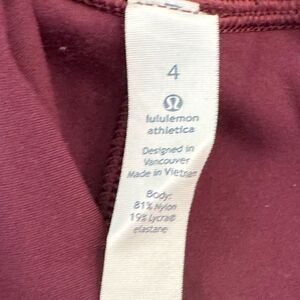 4
lululemon
athletica
Designed in
Vancouver
Made in Vietnam
Body:
81% Nylon
19% Lycra®
elastane